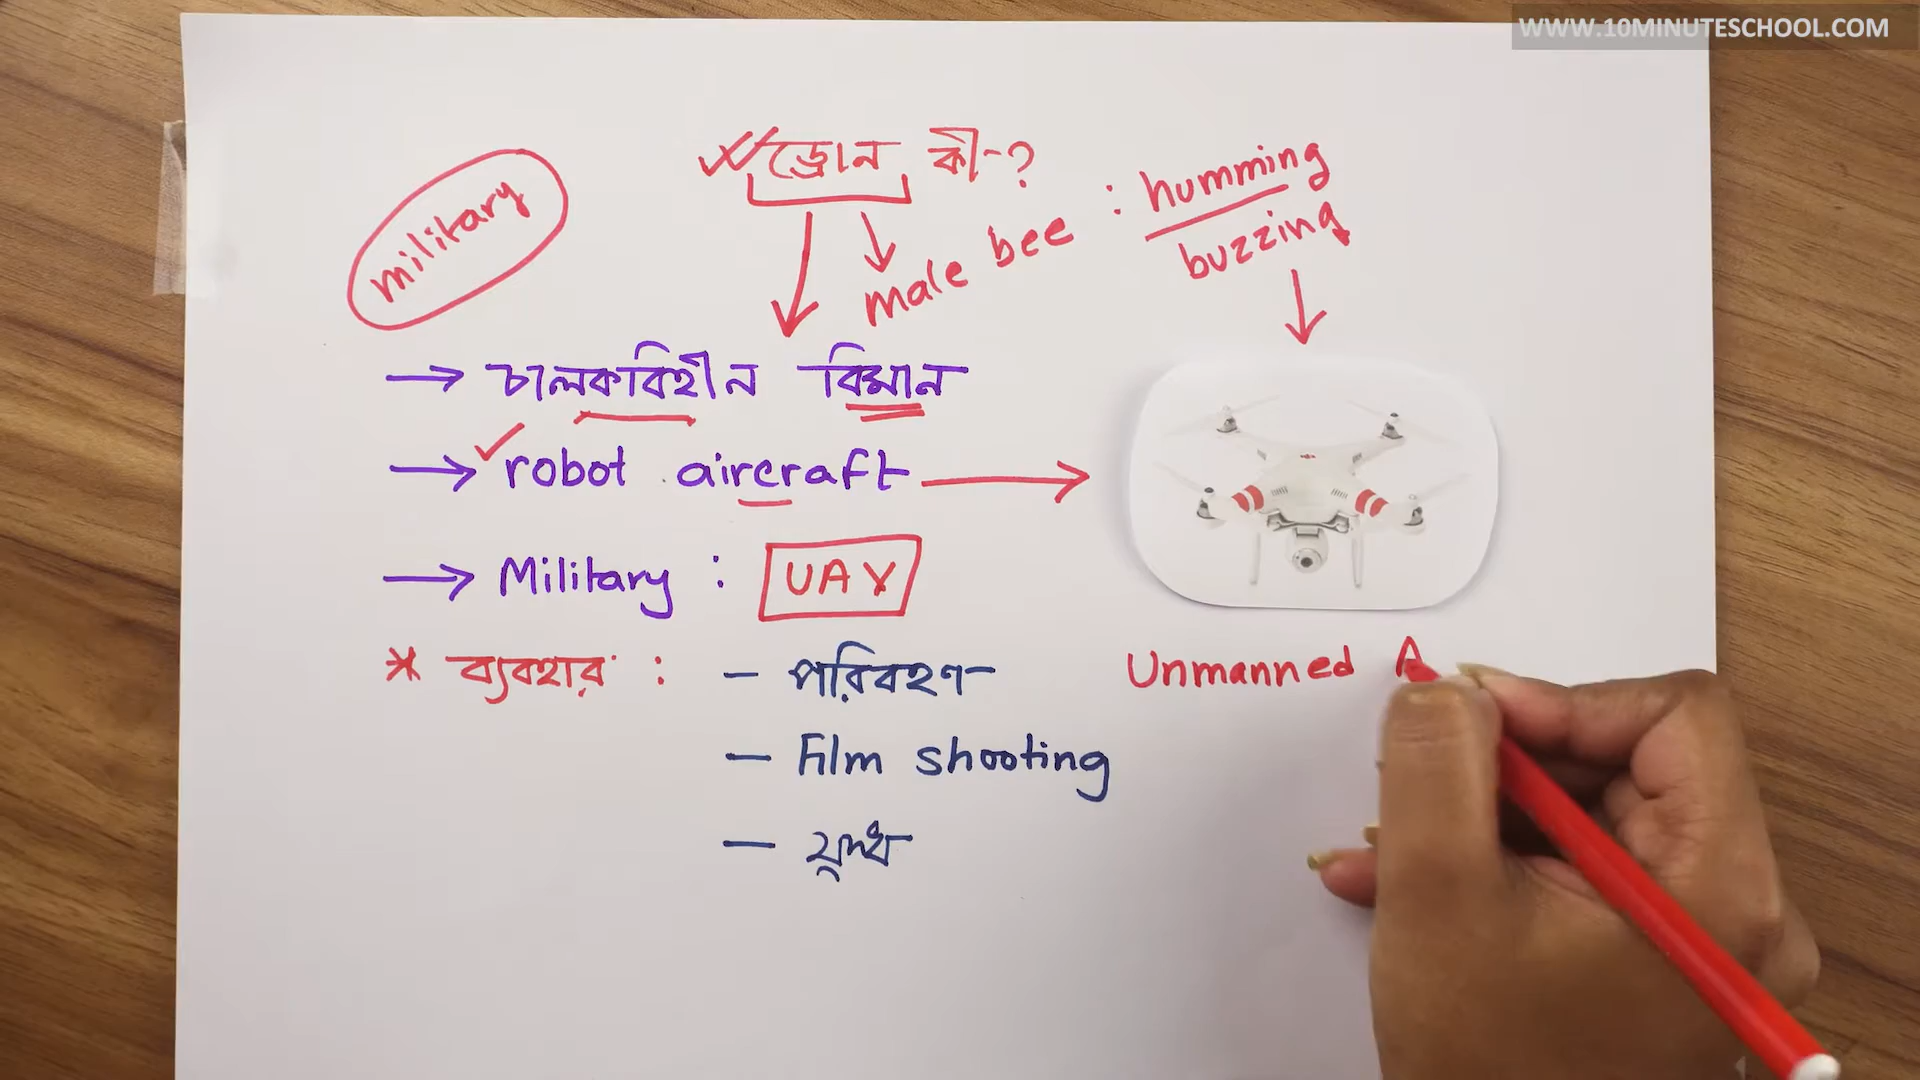 WWW.10MINUTESCHOOL.COM
ড্রোন কী-?
military
male bee : humming
buzzing
→ চালকবিহীন বিমান
→ robot aircraft →
→ Military : UAV
* ব্যবহার : - পরিবহণ
Unmanned A
- Film shooting
- যুদ্ধ